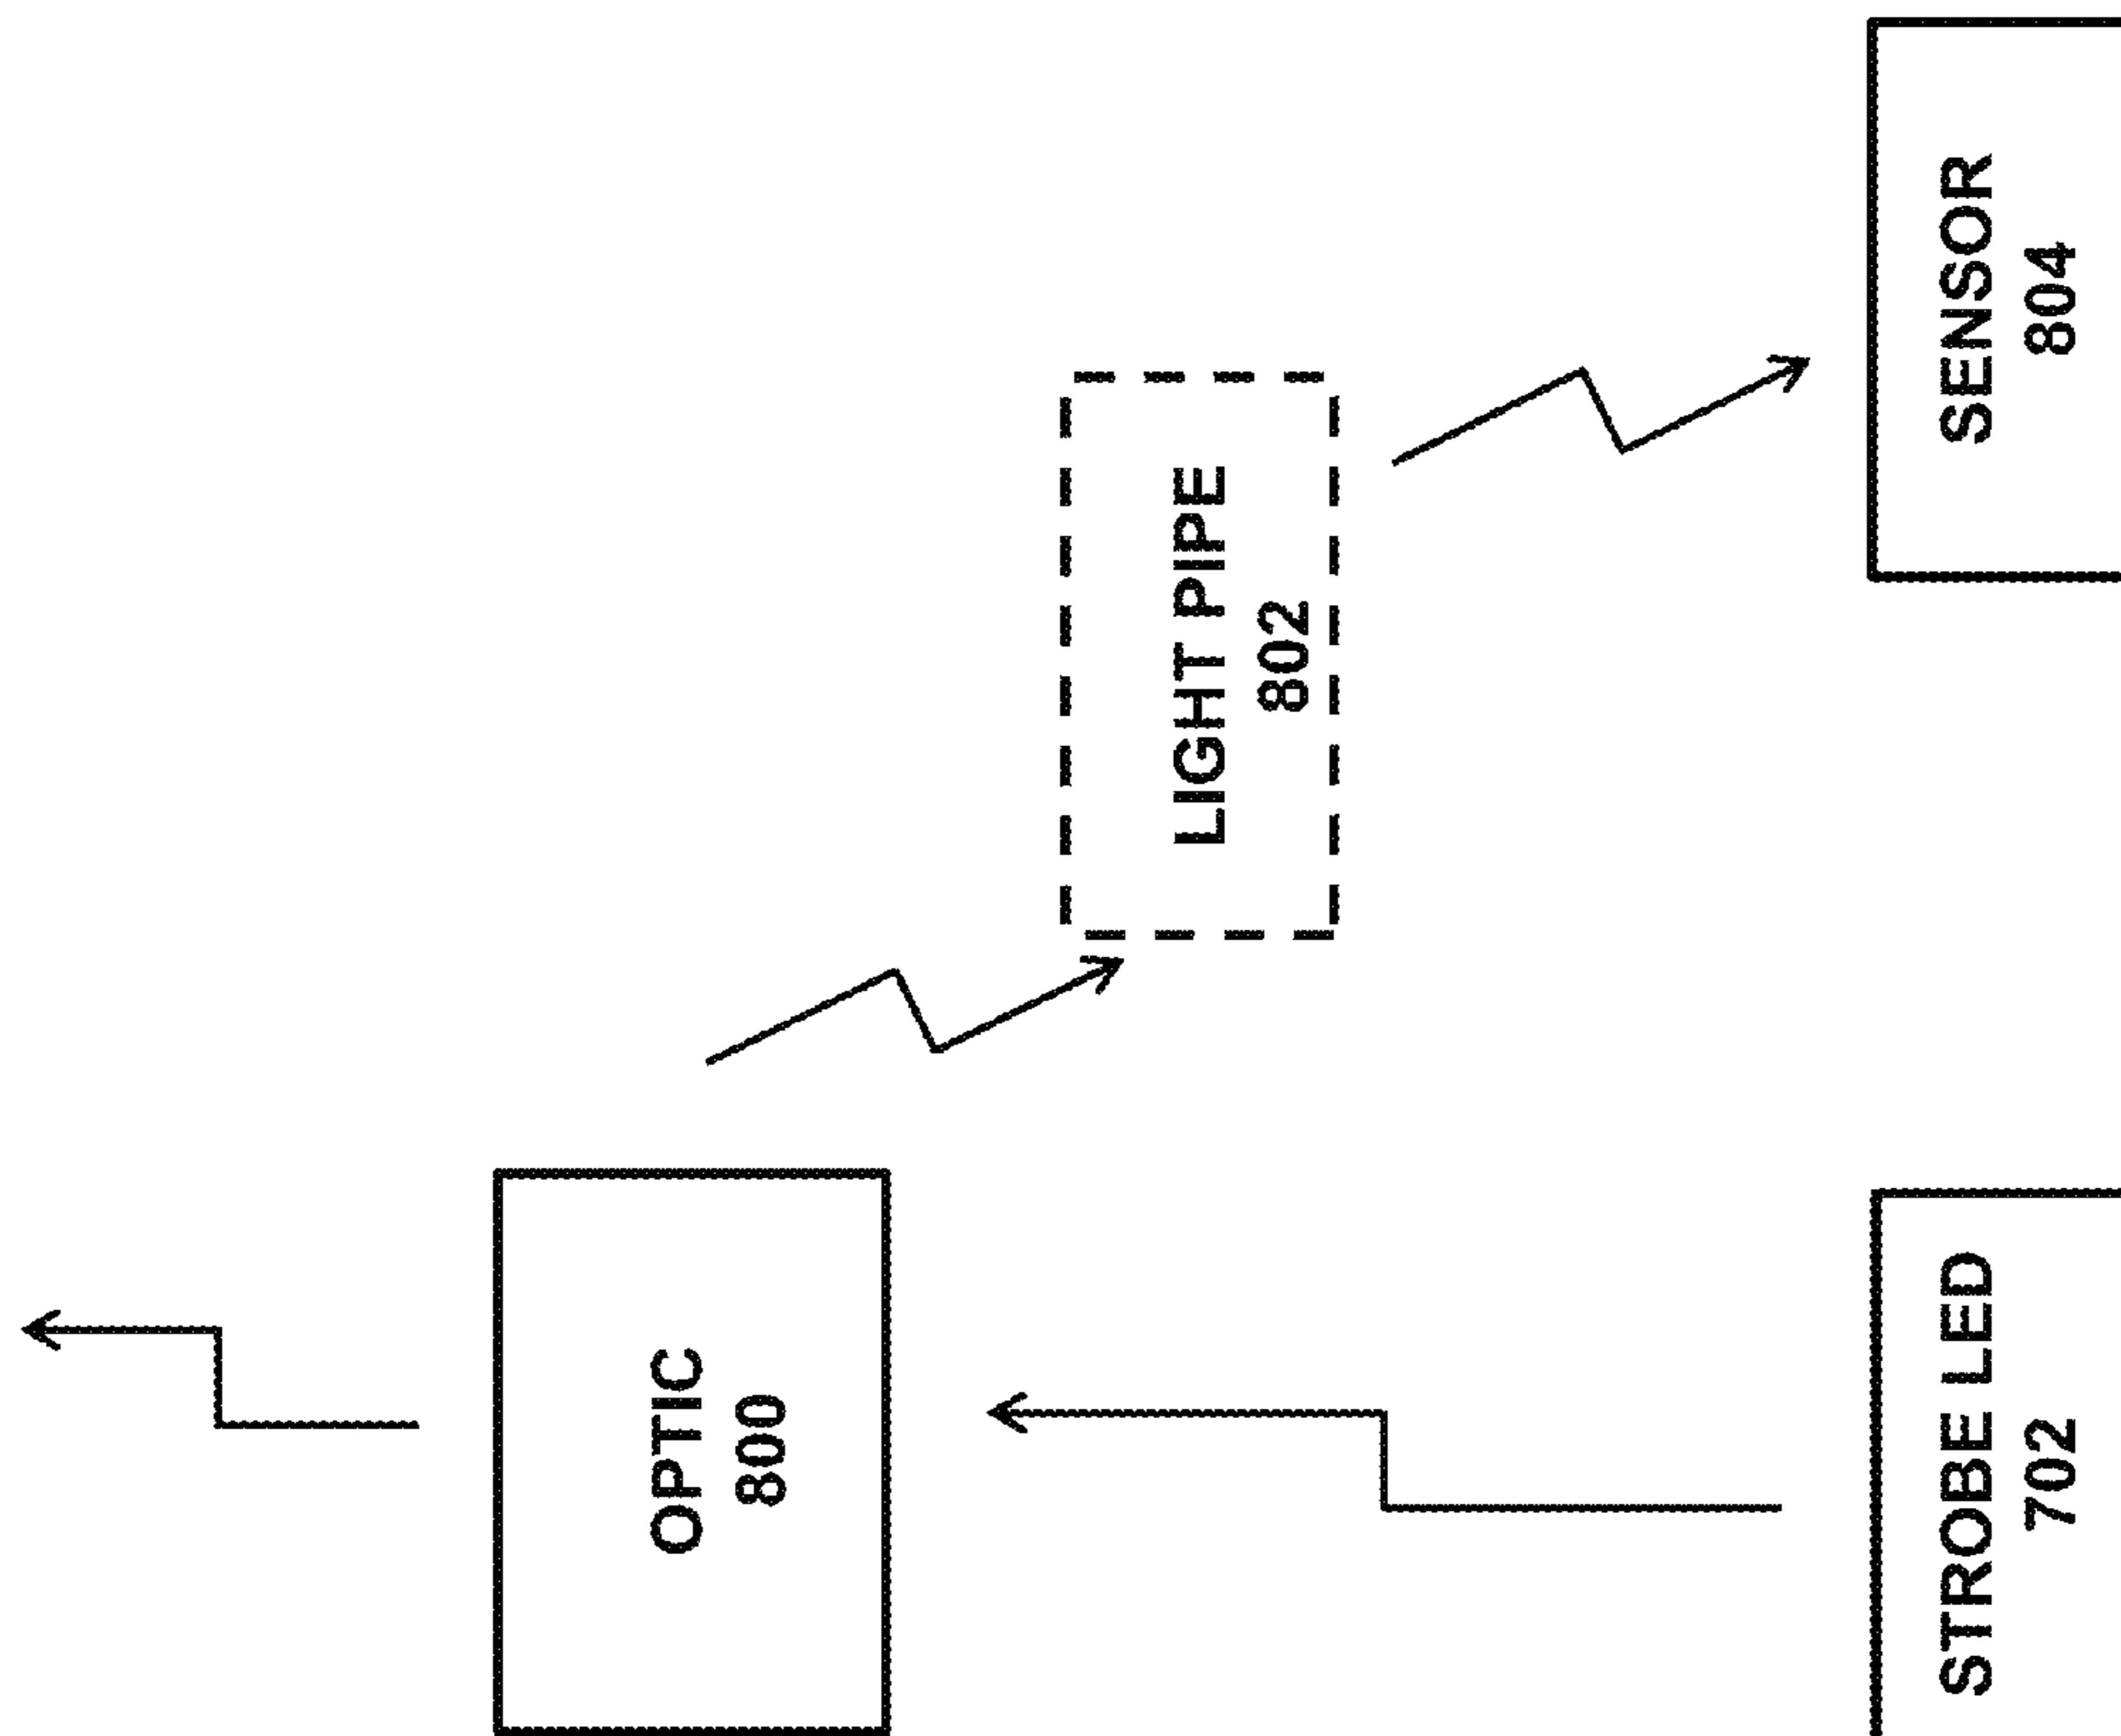 OPTIC
800
LIGHT PIPE
802
SENSOR
804
STROBE LED
702